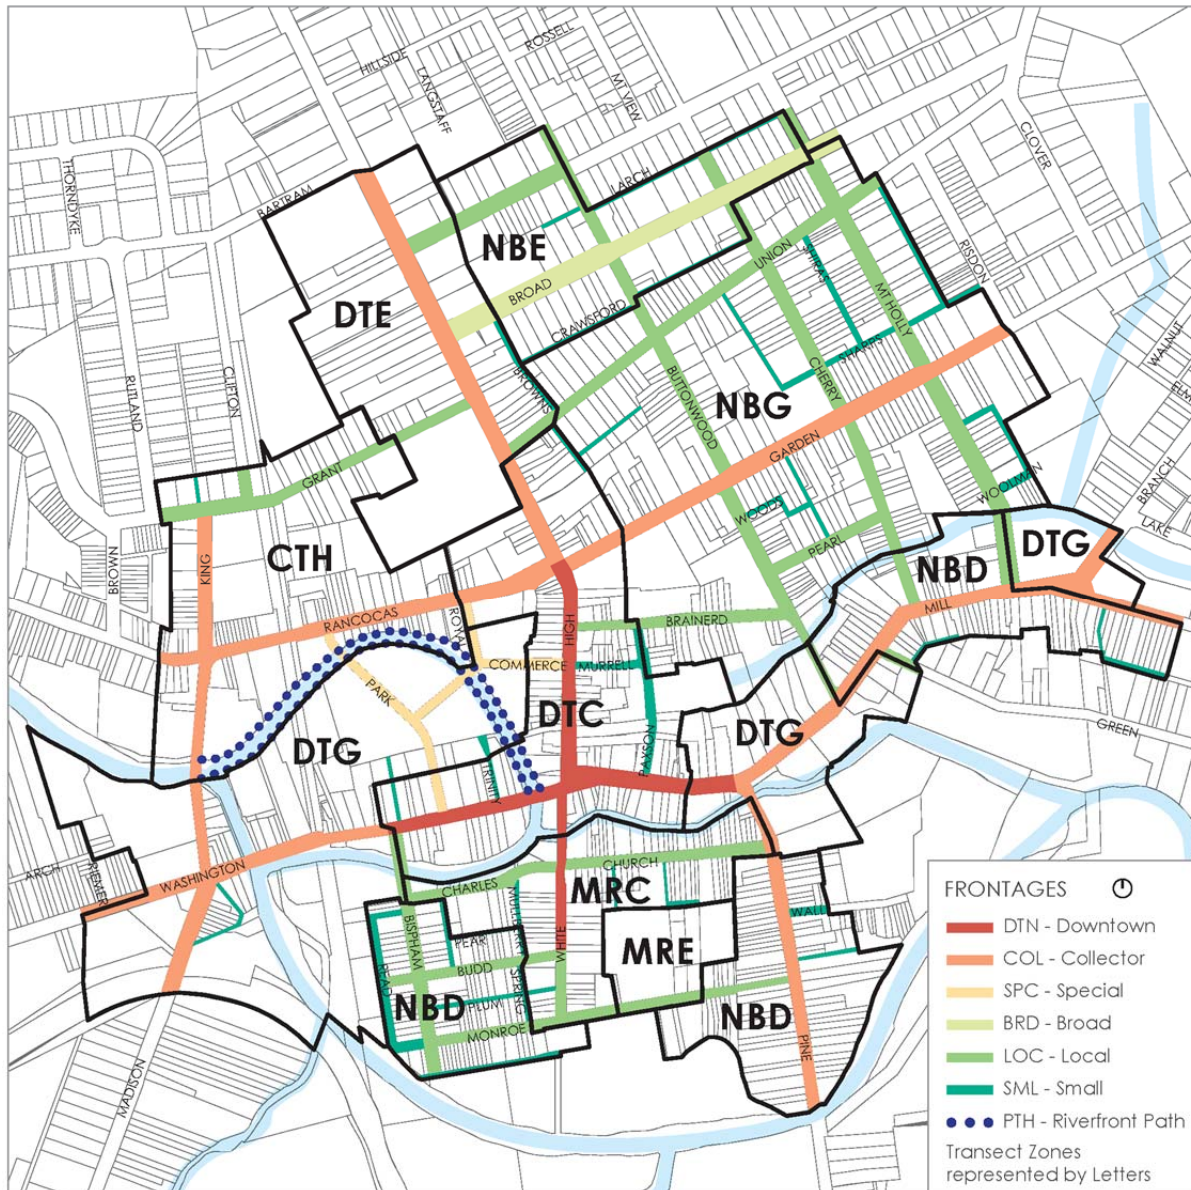 ROSSELL
HILLSIDE
LANGSTAFF
MT VIEW
CLOVER
THORNDYKE
BARTRAM
LARCH
NBE
UNION
SHIRAS
RISDON
BROAD
DTE
CRAWSFORD
MT HOLLY
WALNUT
RUTLAND
CLIFTON
BROWNS
BUTTONWOOD
CHERRY
SHARPS
ELM
NBG
GARDEN
GRANT
WOODS
WOOLMAN
BRANCH
LAKE
BROWN
KING
CTH
PEARL
NBD
DTG
RANCOCAS
ROYAL
HIGH
BRAINERD
MILL
COMMERCE
MURRELL
PARK
DTC
DTG
DTG
GREEN
TRINITY
PAXSON
ARCH
WASHINGTON
CHURCH
CHARLES
MRC
FRONTAGES
BISPHAM
WALL
DTN - Downtown
PEAR
WHITE
MRE
COL - Collector
READ
BUDD
SPRING
SPC - Special
NBD
PLUM
NBD
BRD - Broad
MONROE
PINE
LOC - Local
MADISON
SML - Small
PTH - Riverfront Path
Transect Zones
represented by Letters